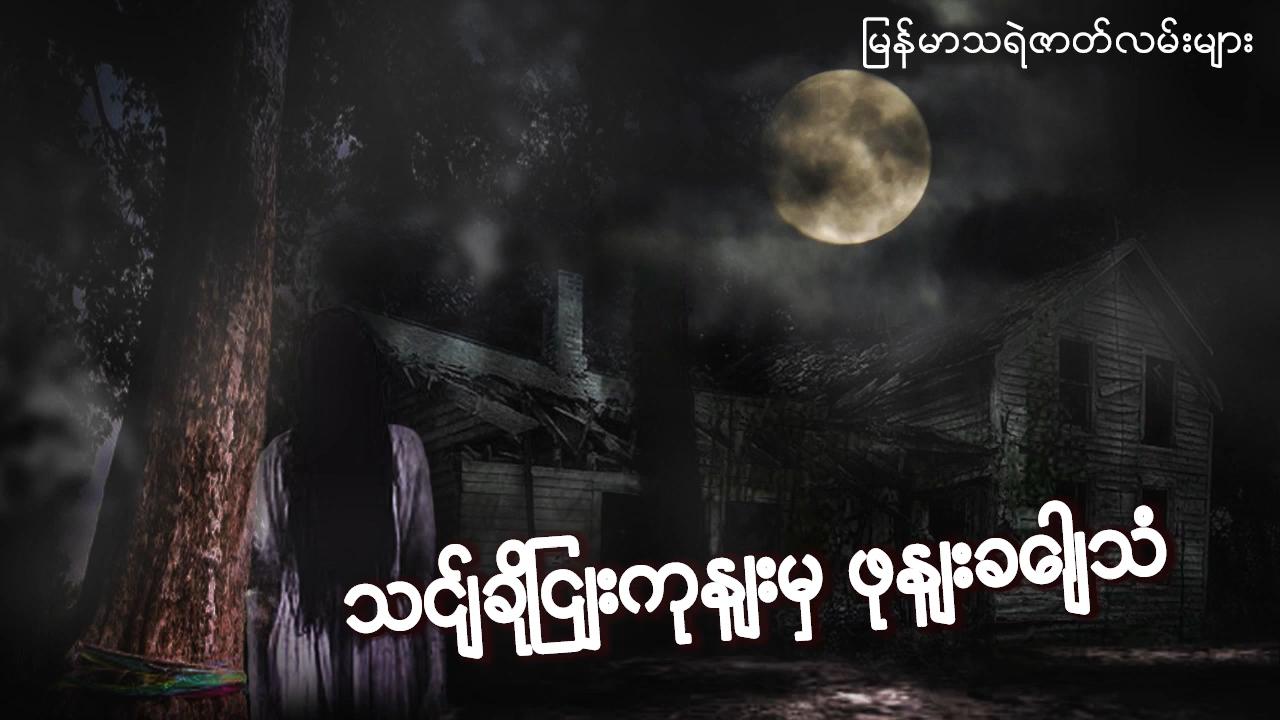 မြန်မာသရဲဇာတ်လမ်းများ
သင်ျခိုငျြးကုနျးမှ ဖုနျးခေါျသံ